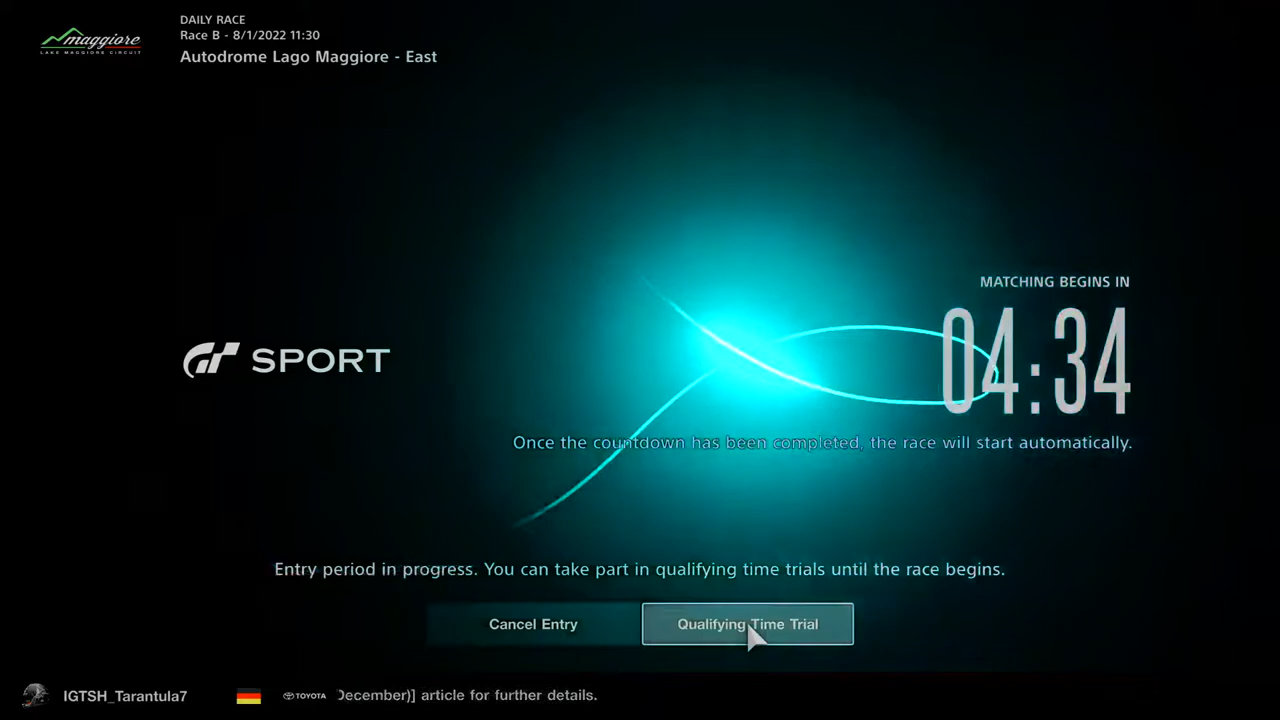 maggiore
LAKE MAGGIORE CIRCUIT
DAILY RACE
Race B - 8/1/2022 11:30
Autodrome Lago Maggiore - East
GT SPORT
MATCHING BEGINS IN
04:34
Once the countdown has been completed, the race will start automatically.
Entry period in progress. You can take part in qualifying time trials until the race begins.
Cancel Entry
Qualifying Time Trial
IGTSH_Tarantula7
TOYOTA
December)] article for further details.